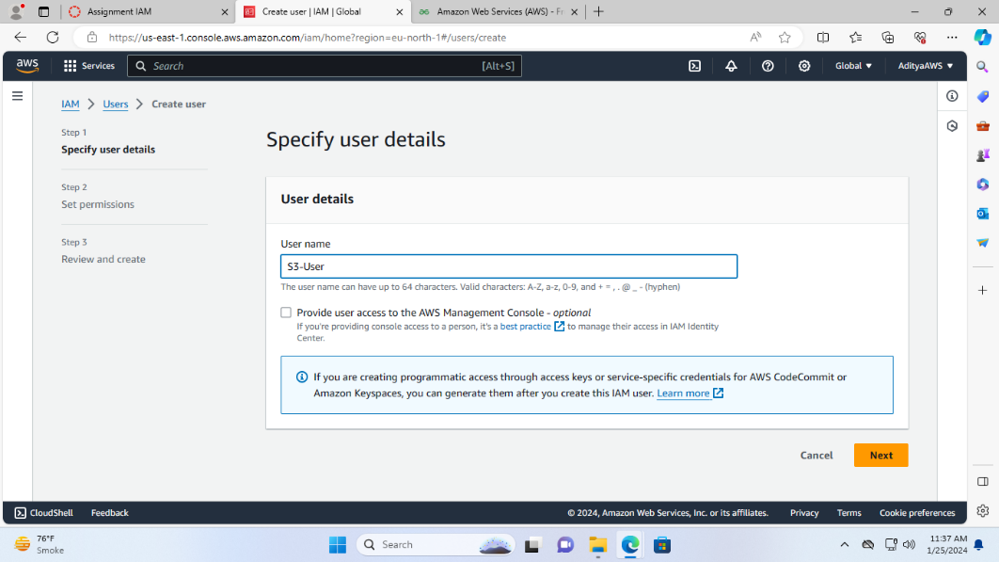 Assignment IAM
Create user | IAM | Global
Amazon Web Services (AWS) - Fr
https://us-east-1.console.aws.amazon.com/iam/home?region=eu-north-1#/users/create
aws
Services
Search [Alt+S]
Global
AdityaAWS
IAM
Users
Create user
Step 1
Specify user details
Step 2
Set permissions
Step 3
Review and create
Specify user details
User details
User name
S3-User
The user name can have up to 64 characters. Valid characters: A-Z, a-z, 0-9, and + = , . @ _ - (hyphen)
Provide user access to the AWS Management Console - optional
If you're providing console access to a person, it's a best practice to manage their access in IAM Identity
Center.
If you are creating programmatic access through access keys or service-specific credentials for AWS CodeCommit or
Amazon Keyspaces, you can generate them after you create this IAM user. Learn more
Cancel
Next
CloudShell
Feedback
© 2024, Amazon Web Services, Inc. or its affiliates.
Privacy
Terms
Cookie preferences
76°F
Smoke
Search
11:37 AM
1/25/2024